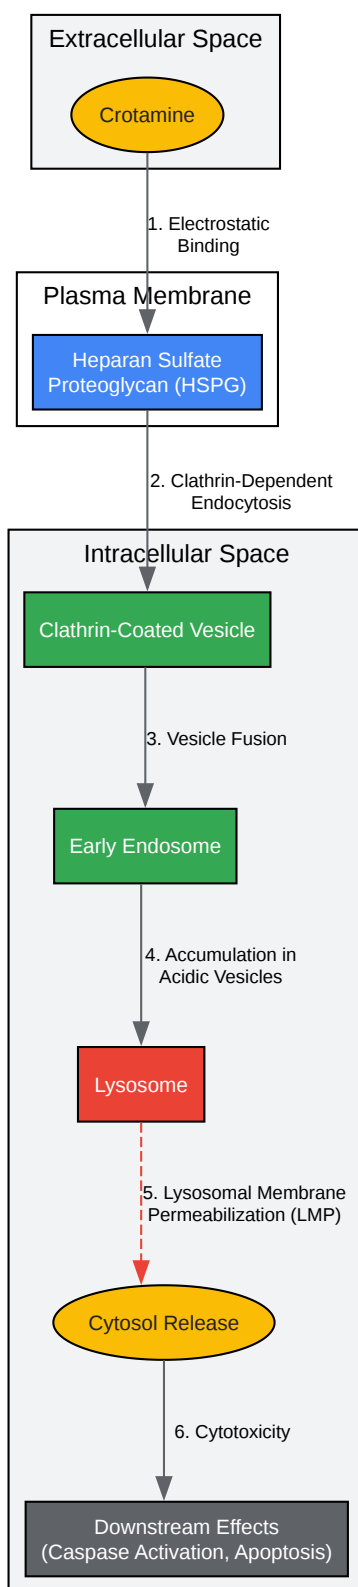 Extracellular Space
Crotamine
1. Electrostatic
Binding
Plasma Membrane
Heparan Sulfate
Proteoglycan (HSPG)
2. Clathrin-Dependent
Endocytosis
Intracellular Space
Clathrin-Coated Vesicle
3. Vesicle Fusion
Early Endosome
4. Accumulation in
Acidic Vesicles
Lysosome
5. Lysosomal Membrane
Permeabilization (LMP)
Cytosol Release
6. Cytotoxicity
Downstream Effects
(Caspase Activation, Apoptosis)